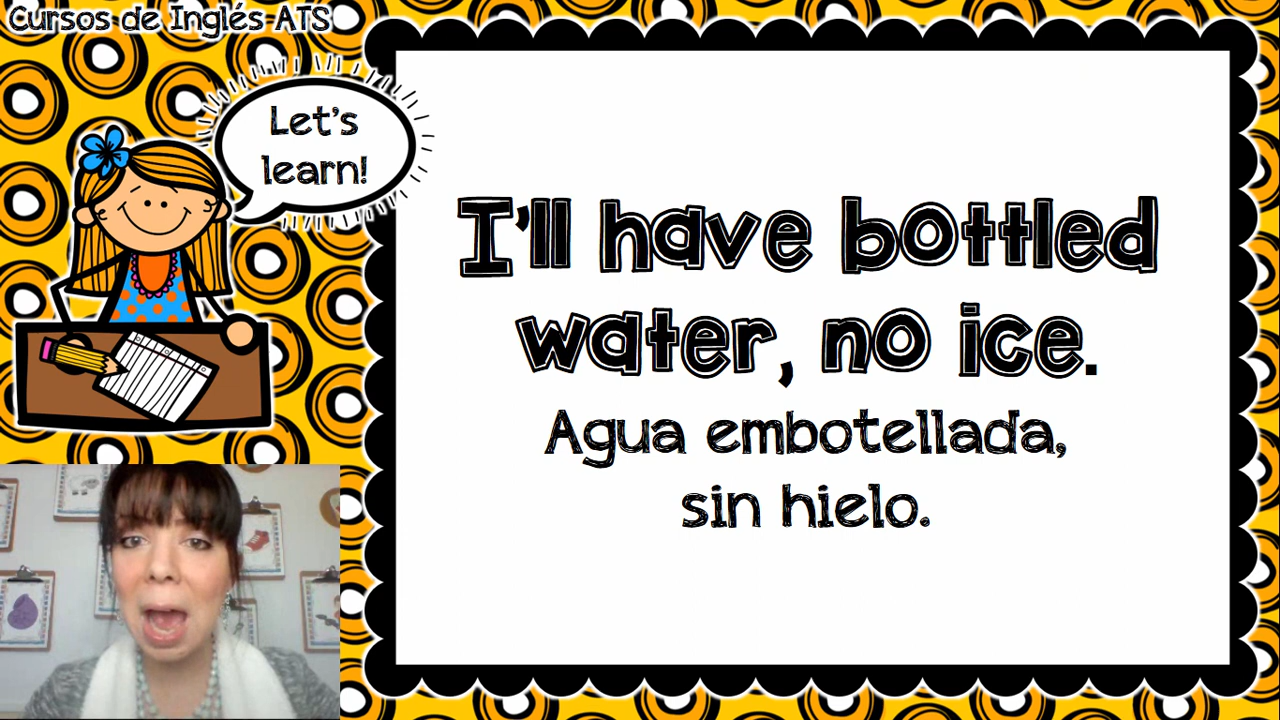 Cursos de Inglés ATS
Let's
learn!
I'll have bottled
water, no ice.
Agua embotellada,
sin hielo.